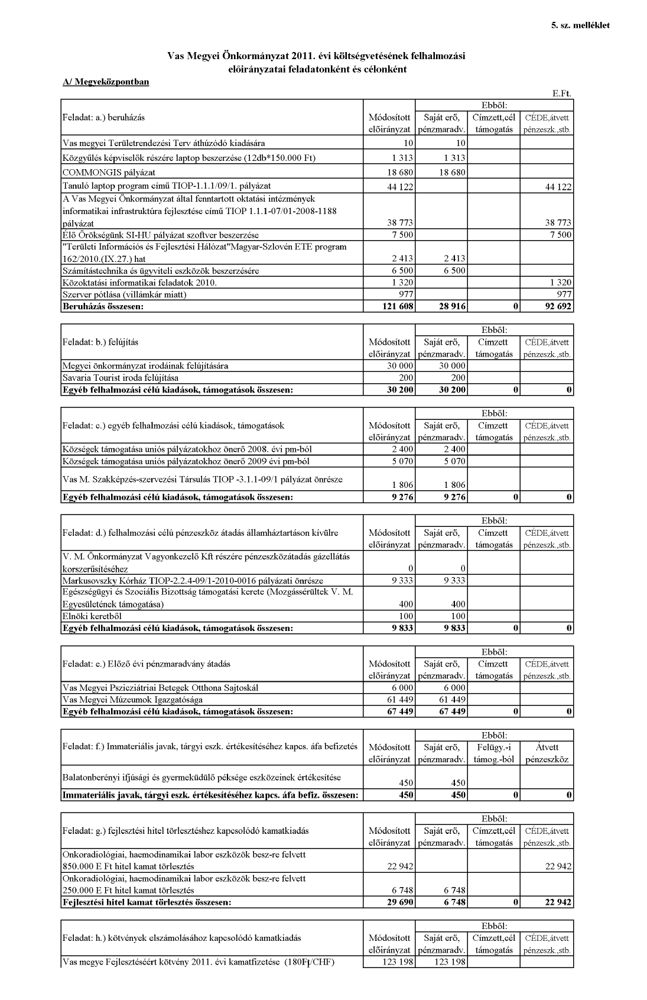 5. sz. melléklet
Vas Megyei Önkormányzat 2011. évi költségvetésének felhalmozási
előirányzatai feladatonként és célonként
A/ Megyeközpontban
E.Ft.
Ebből:
Feladat: a.) beruházás Módosított Saját erő, Címzett,cél CÉDE,átvett
előirányzat pénzmaradv. támogatás pénzeszk.,stb.
Vas megyei Területrendezési Terv áthúzódó kiadására 10 10
Közgyűlés képviselők részére laptop beszerzése (12db*150.000 Ft) 1 313 1 313
COMMONGIS pályázat 18 680 18 680
Tanuló laptop program című TIOP-1.1.1/09/1. pályázat 44 122 44 122
A Vas Megyei Önkormányzat által fenntartott oktatási intézmények
informatikai infrastruktúra fejlesztése című TIOP 1.1.1-07/01-2008-1188
pályázat 38 773 38 773
Élő Örökségünk SI-HU pályázat szoftver beszerzése 7 500 7 500
"Területi Információs és Fejlesztési Hálózat"Magyar-Szlovén ETE program
162/2010.(IX.27.) hat 2 413 2 413
Számítástechnika és ügyviteli eszközök beszerzésére 6 500 6 500
Közoktatási informatikai feladatok 2010. 1 320 1 320
Szerver pótlása (villámkár miatt) 977 977
Beruházás összesen: 121 608 28 916 0 92 692
Ebből:
Feladat: b.) felújítás Módosított Saját erő, Címzett CÉDE,átvett
előirányzat pénzmaradv. támogatás pénzeszk.,stb.
Megyei önkormányzat irodáinak felújítására 30 000 30 000
Savaria Tourist iroda felújítása 200 200
Egyéb felhalmozási célú kiadások, támogatások összesen: 30 200 30 200 0 0
Ebből:
Feladat: c.) egyéb felhalmozási célú kiadások, támogatások Módosított Saját erő, Címzett CÉDE,átvett
előirányzat pénzmaradv. támogatás pénzeszk.,stb.
Községek támogatása uniós pályázatokhoz önerő 2008. évi pm-ból 2 400 2 400
Községek támogatása uniós pályázatokhoz önerő 2009 évi pm-ból 5 070 5 070
Vas M. Szakképzés-szervezési Társulás TIOP -3.1.1-09/1 pályázat önrésze 1 806 1 806
Egyéb felhalmozási célú kiadások, támogatások összesen: 9 276 9 276 0 0
Ebből:
Feladat: d.) felhalmozási célú pénzeszköz átadás államháztartáson kívülre Módosított Saját erő, Címzett CÉDE,átvett
előirányzat pénzmaradv. támogatás pénzeszk.,stb.
V. M. Önkormányzat Vagyonkezelő Kft részére pénzeszközátadás gázellátás
korszerűsítéséhez 0 0
Markusovszky Kórház TIOP-2.2.4-09/1-2010-0016 pályázati önrésze 9 333 9 333
Egészségügyi és Szociális Bizottság támogatási kerete (Mozgássérültek V. M.
Egyesületének támogatása) 400 400
Elnöki keretből 100 100
Egyéb felhalmozási célú kiadások, támogatások összesen: 9 833 9 833 0 0
Ebből:
Feladat: e.) Előző évi pénzmaradvány átadás Módosított Saját erő, Címzett CÉDE,átvett
előirányzat pénzmaradv. támogatás pénzeszk.,stb.
Vas Megyei Pszicziátriai Betegek Otthona Sajtoskál 6 000 6 000
Vas Megyei Múzeumok Igazgatósága 61 449 61 449
Egyéb felhalmozási célú kiadások, támogatások összesen: 67 449 67 449 0 0
Ebből:
Feladat: f.) Immateriális javak, tárgyi eszk. értékesítéséhez kapcs. áfa befizetés Módosított Saját erő, Felügy.-i Átvett
előirányzat pénzmaradv. támog.-ból pénzeszköz
Balatonberényi ifjúsági és gyermeküdülő péksége eszközeinek értékesítése 450 450
Immateriális javak, tárgyi eszk. értékesítéséhez kapcs. áfa befiz. összesen: 450 450 0 0
Ebből:
Feladat: g.) fejlesztési hitel törlesztéshez kapcsolódó kamatkiadás Módosított Saját erő, Címzett,cél CÉDE,átvett
előirányzat pénzmaradv. támogatás pénzeszk.,stb.
Onkoradiológiai, haemodinamikai labor eszközök besz-re felvett
850.000 E Ft hitel kamat törlesztés 22 942 22 942
Onkoradiológiai, haemodinamikai labor eszközök besz-re felvett
250.000 E Ft hitel kamat törlesztés 6 748 6 748
Fejlesztési hitel kamat törlesztés összesen: 29 690 6 748 0 22 942
Ebből:
Feladat: h.) kötvények elszámolásához kapcsolódó kamatkiadás Módosított Saját erő, Címzett,cél CÉDE,átvett
előirányzat pénzmaradv. támogatás pénzeszk.,stb.
Vas megye Fejlesztéséért kötvény 2011. évi kamatfizetése (180Ft/CHF) 123 198 123 198